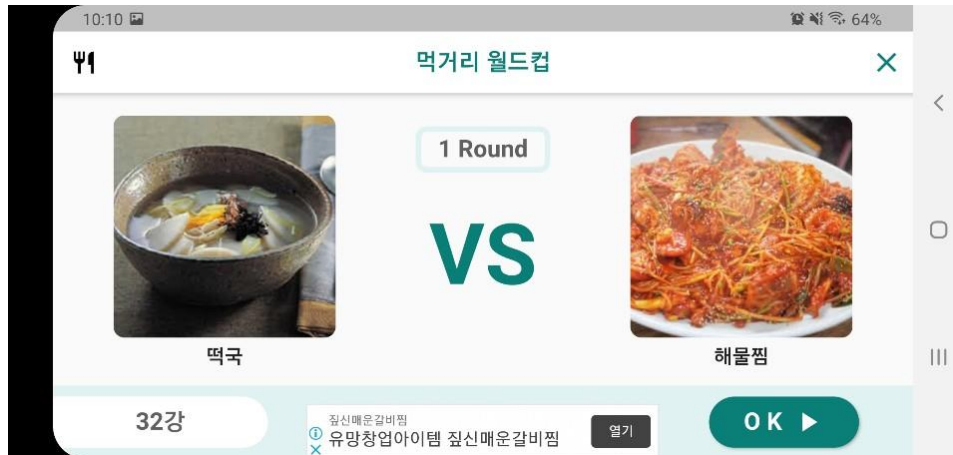 10:10
64%
먹거리 월드컵
1 Round
VS
떡국
해물찜
32강
짚신매운갈비찜
유망창업아이템 짚신매운갈비찜
열기
OK